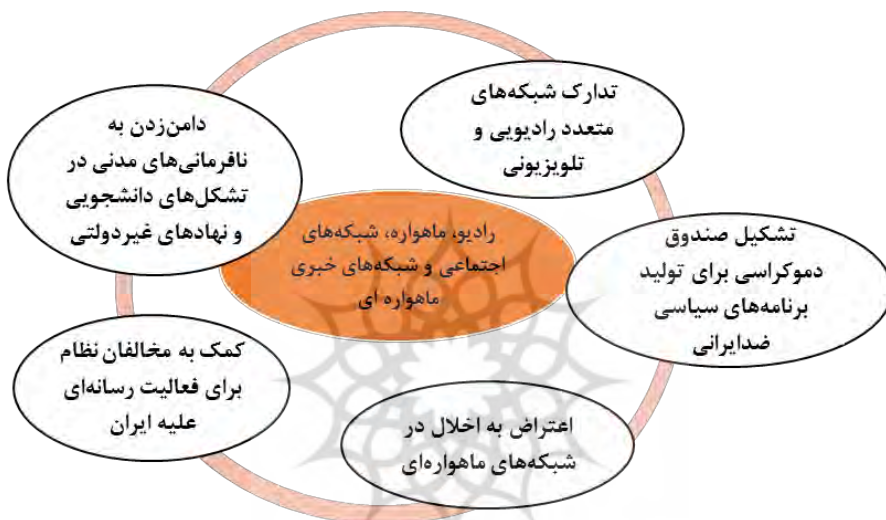 تدارک شبکه‌های
متعدد رادیویی و
تلویزیونی
دامن‌زدن به
نافرمانی‌های مدنی در
تشکل‌های دانشجویی
و نهادهای غیردولتی
رادیو، ماهواره، شبکه‌های
اجتماعی و شبکه‌های خبری
ماهواره ای
تشکیل صندوق
دموکراسی برای تولید
برنامه‌های سیاسی
ضدایرانی
کمک به مخالفان نظام
برای فعالیت رسانه‌ای
علیه ایران
اعتراض به اخلال در
شبکه‌های ماهواره‌ای